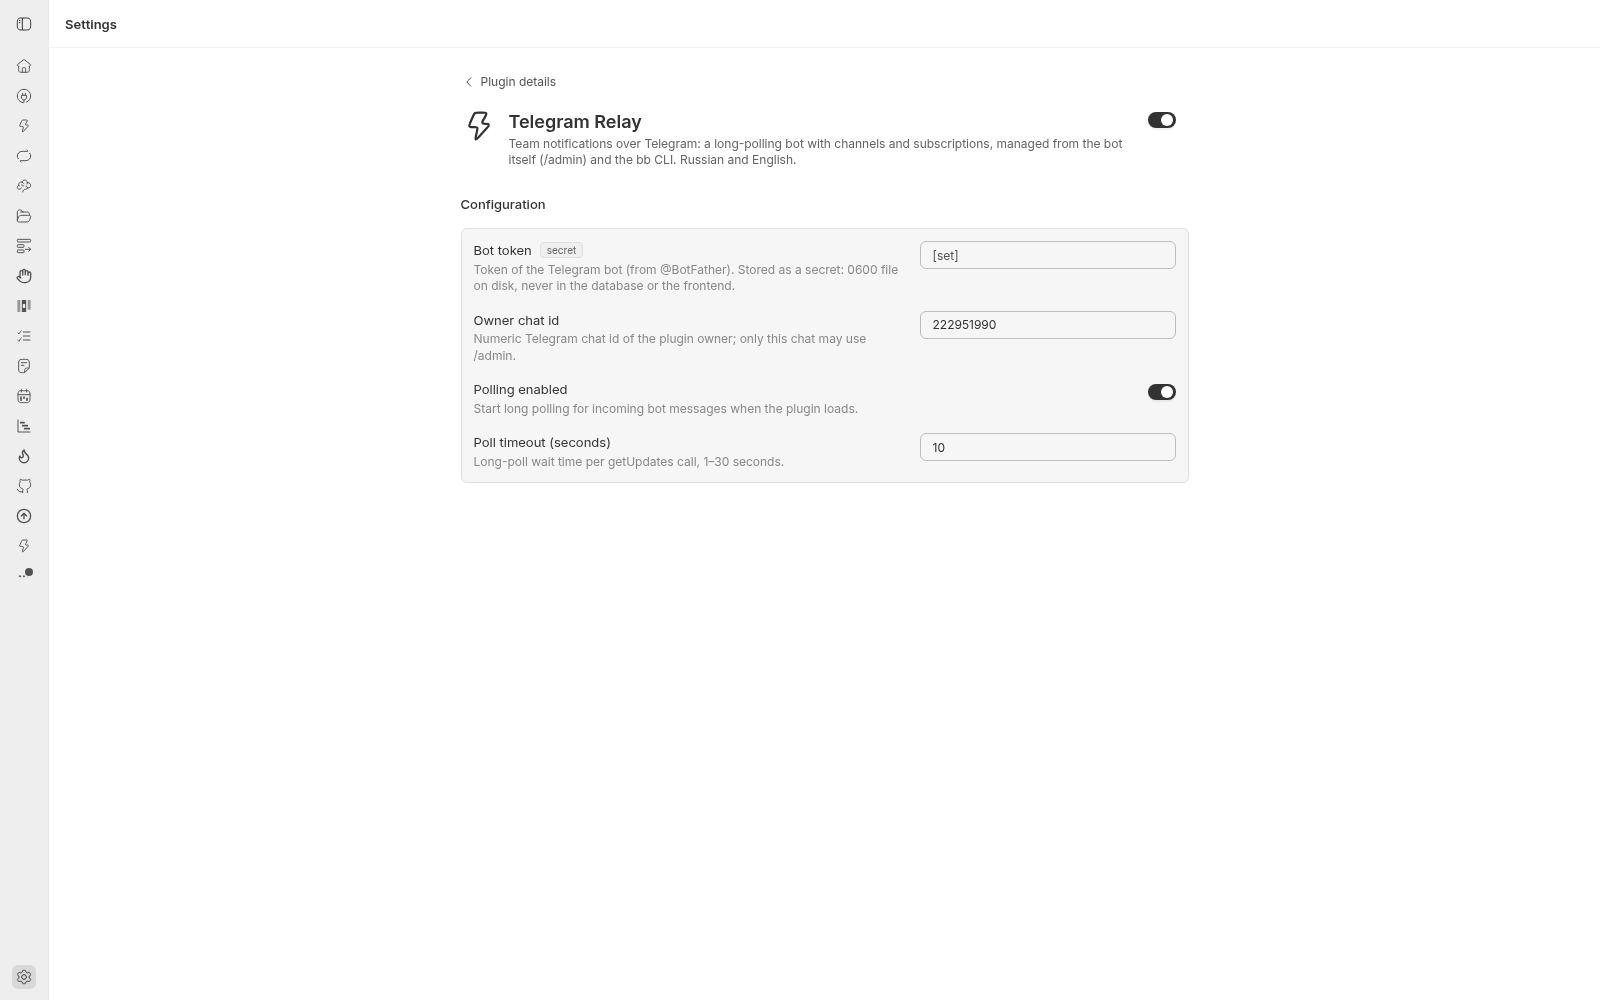 Settings
Plugin details
Telegram Relay
Team notifications over Telegram: a long-polling bot with channels and subscriptions, managed from the bot
itself (/admin) and the bb CLI. Russian and English.
Configuration
Bot token secret
[set]
Token of the Telegram bot (from @BotFather). Stored as a secret: 0600 file
on disk, never in the database or the frontend.
Owner chat id
222951990
Numeric Telegram chat id of the plugin owner; only this chat may use
/admin.
Polling enabled
Start long polling for incoming bot messages when the plugin loads.
Poll timeout (seconds)
10
Long-poll wait time per getUpdates call, 1–30 seconds.